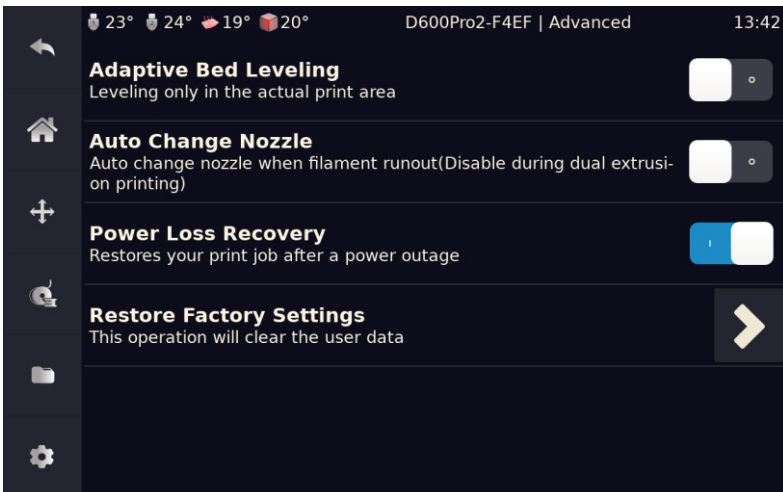 23° 24° 19° 20° D600Pro2-F4EF | Advanced 13:42
Adaptive Bed Leveling
Leveling only in the actual print area
Auto Change Nozzle
Auto change nozzle when filament runout(Disable during dual extrusi-
on printing)
Power Loss Recovery
Restores your print job after a power outage
Restore Factory Settings
This operation will clear the user data